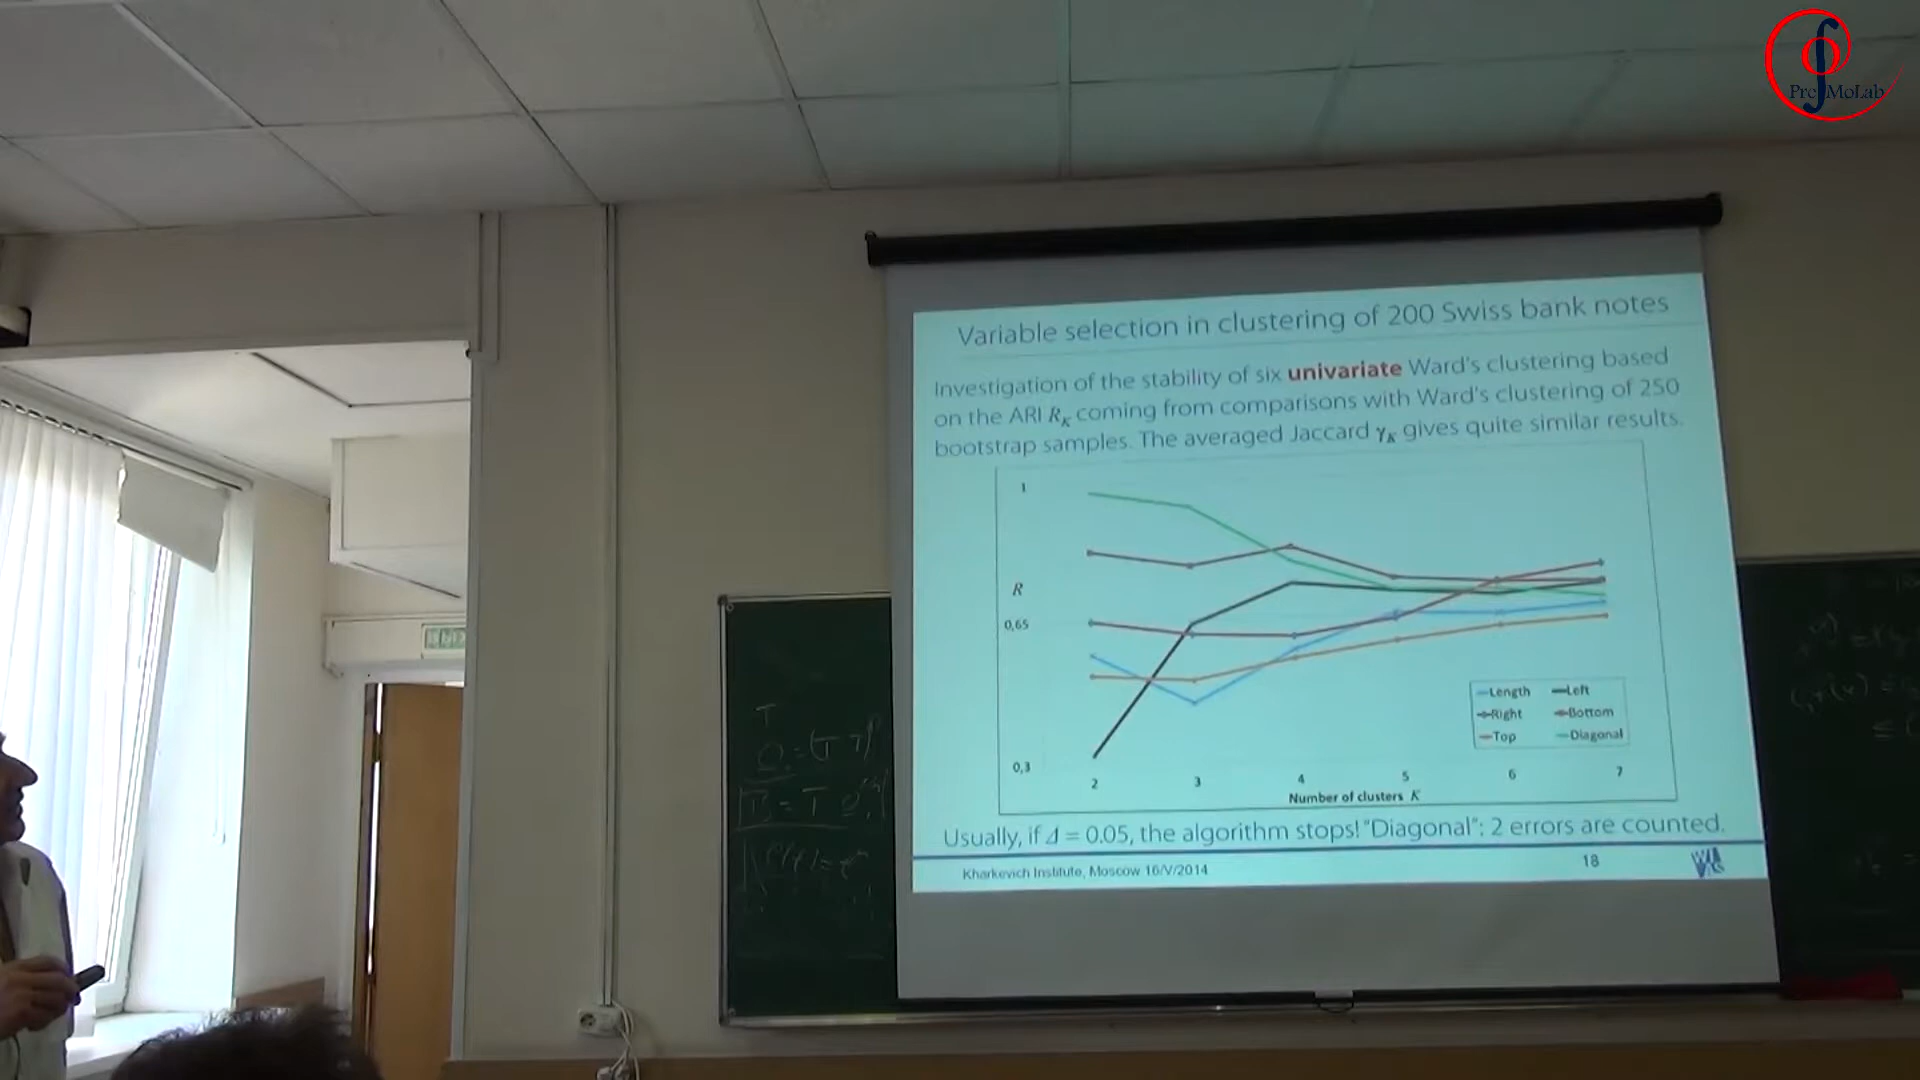 PreMoLab
Variable selection in clustering of 200 Swiss bank notes
Investigation of the stability of six univariate Ward's clustering based
on the ARI R_K coming from comparisons with Ward's clustering of 250
bootstrap samples. The averaged Jaccard γ_K gives quite similar results.
1
R
0,65
0,3
2 3 4 5 6 7
Number of clusters K
Length Left
Right Bottom
Top Diagonal
Usually, if Δ = 0.05, the algorithm stops! "Diagonal": 2 errors are counted.
Kharkevich Institute, Moscow 16/V/2014
18